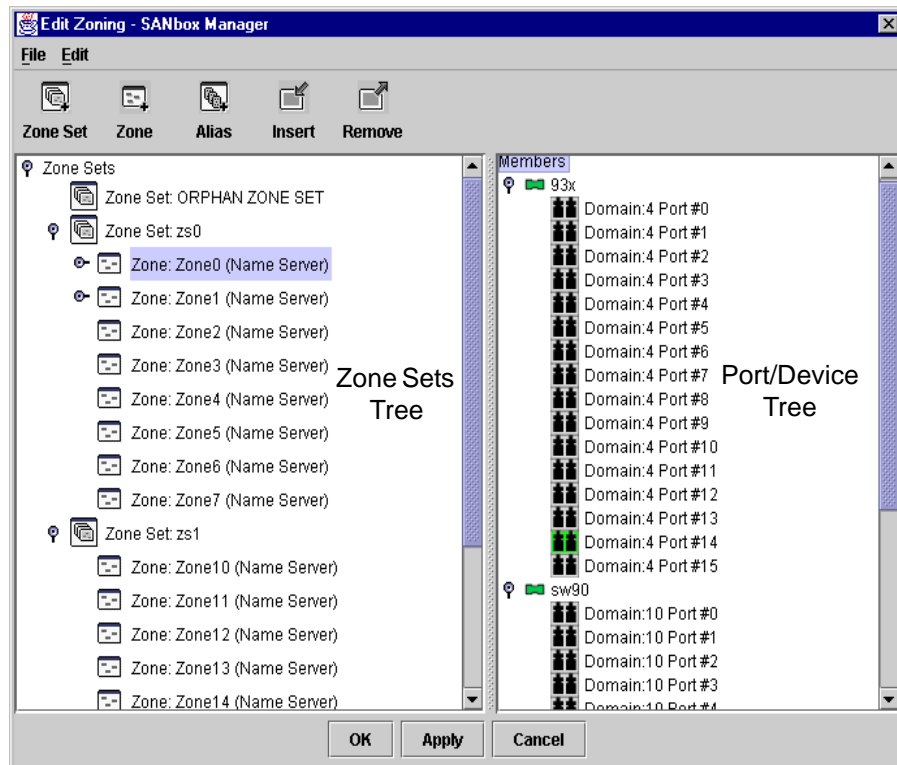 Edit Zoning - SANbox Manager
File Edit
Zone Set Zone Alias Insert Remove
Zone Sets
Zone Set: ORPHAN ZONE SET
Zone Set: zs0
Zone: Zone0 (Name Server)
Zone: Zone1 (Name Server)
Zone: Zone2 (Name Server)
Zone: Zone3 (Name Server)
Zone: Zone4 (Name Server)
Zone: Zone5 (Name Server)
Zone: Zone6 (Name Server)
Zone: Zone7 (Name Server)
Zone Set: zs1
Zone: Zone10 (Name Server)
Zone: Zone11 (Name Server)
Zone: Zone12 (Name Server)
Zone: Zone13 (Name Server)
Zone: Zone14 (Name Server)
Zone Sets
Tree
Members
93x
Domain:4 Port #0
Domain:4 Port #1
Domain:4 Port #2
Domain:4 Port #3
Domain:4 Port #4
Domain:4 Port #5
Domain:4 Port #6
Domain:4 Port #7
Domain:4 Port #8
Domain:4 Port #9
Domain:4 Port #10
Domain:4 Port #11
Domain:4 Port #12
Domain:4 Port #13
Domain:4 Port #14
Domain:4 Port #15
sw90
Domain:10 Port #0
Domain:10 Port #1
Domain:10 Port #2
Domain:10 Port #3
Domain:10 Port #4
Port/Device
Tree
OK Apply Cancel